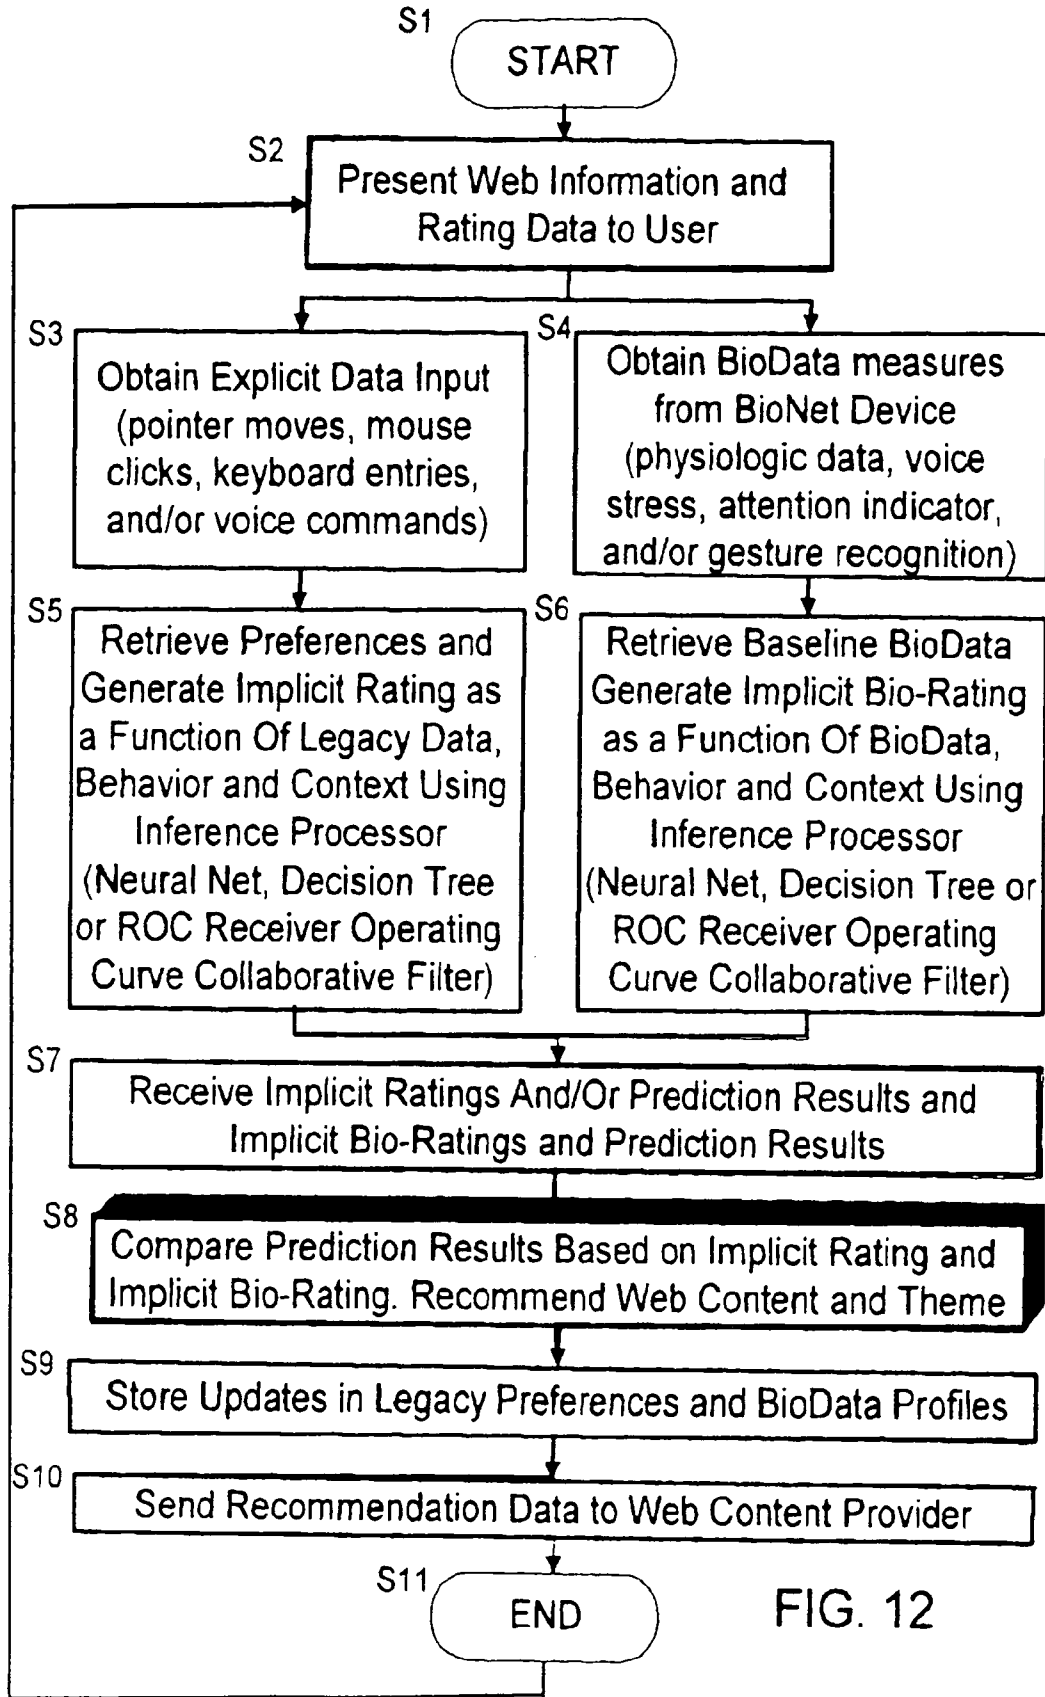 S1
START
S2
Present Web Information and
Rating Data to User
S3
Obtain Explicit Data Input
(pointer moves, mouse
clicks, keyboard entries,
and/or voice commands)
S4
Obtain BioData measures
from BioNet Device
(physiologic data, voice
stress, attention indicator,
and/or gesture recognition)
S5
Retrieve Preferences and
Generate Implicit Rating as
a Function Of Legacy Data,
Behavior and Context Using
Inference Processor
(Neural Net, Decision Tree
or ROC Receiver Operating
Curve Collaborative Filter)
S6
Retrieve Baseline BioData
Generate Implicit Bio-Rating
as a Function Of BioData,
Behavior and Context Using
Inference Processor
(Neural Net, Decision Tree or
ROC Receiver Operating
Curve Collaborative Filter)
S7
Receive Implicit Ratings And/Or Prediction Results and
Implicit Bio-Ratings and Prediction Results
S8
Compare Prediction Results Based on Implicit Rating and
Implicit Bio-Rating. Recommend Web Content and Theme
S9
Store Updates in Legacy Preferences and BioData Profiles
S10
Send Recommendation Data to Web Content Provider
S11
END
FIG. 12